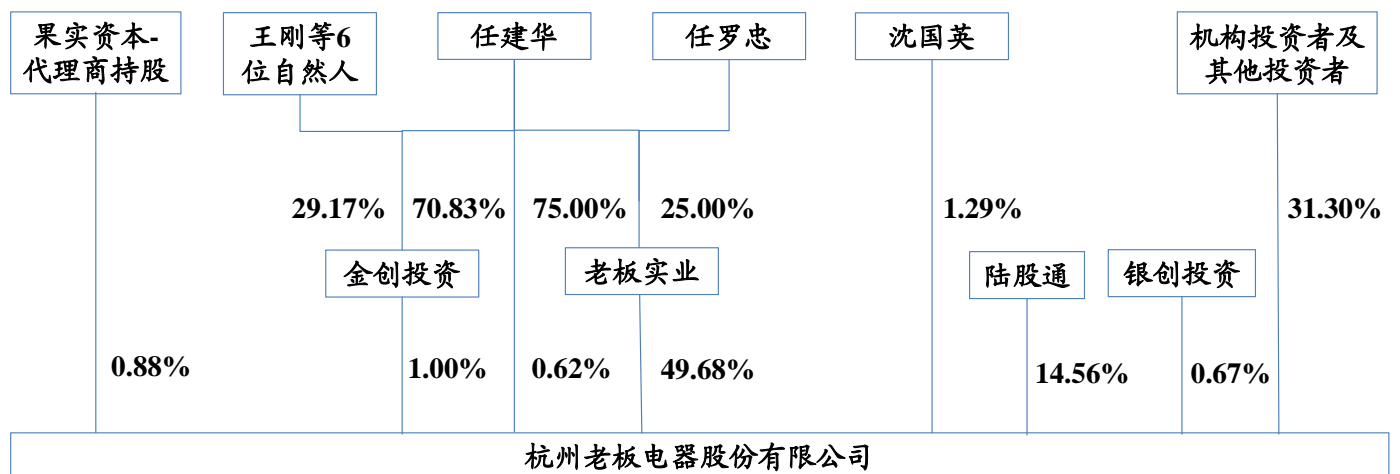 果实资本-
代理商持股
王刚等6
位自然人
任建华
任罗忠
沈国英
机构投资者及
其他投资者
29.17%
70.83%
75.00%
25.00%
1.29%
31.30%
金创投资
老板实业
陆股通
银创投资
0.88%
1.00%
0.62%
49.68%
14.56%
0.67%
杭州老板电器股份有限公司